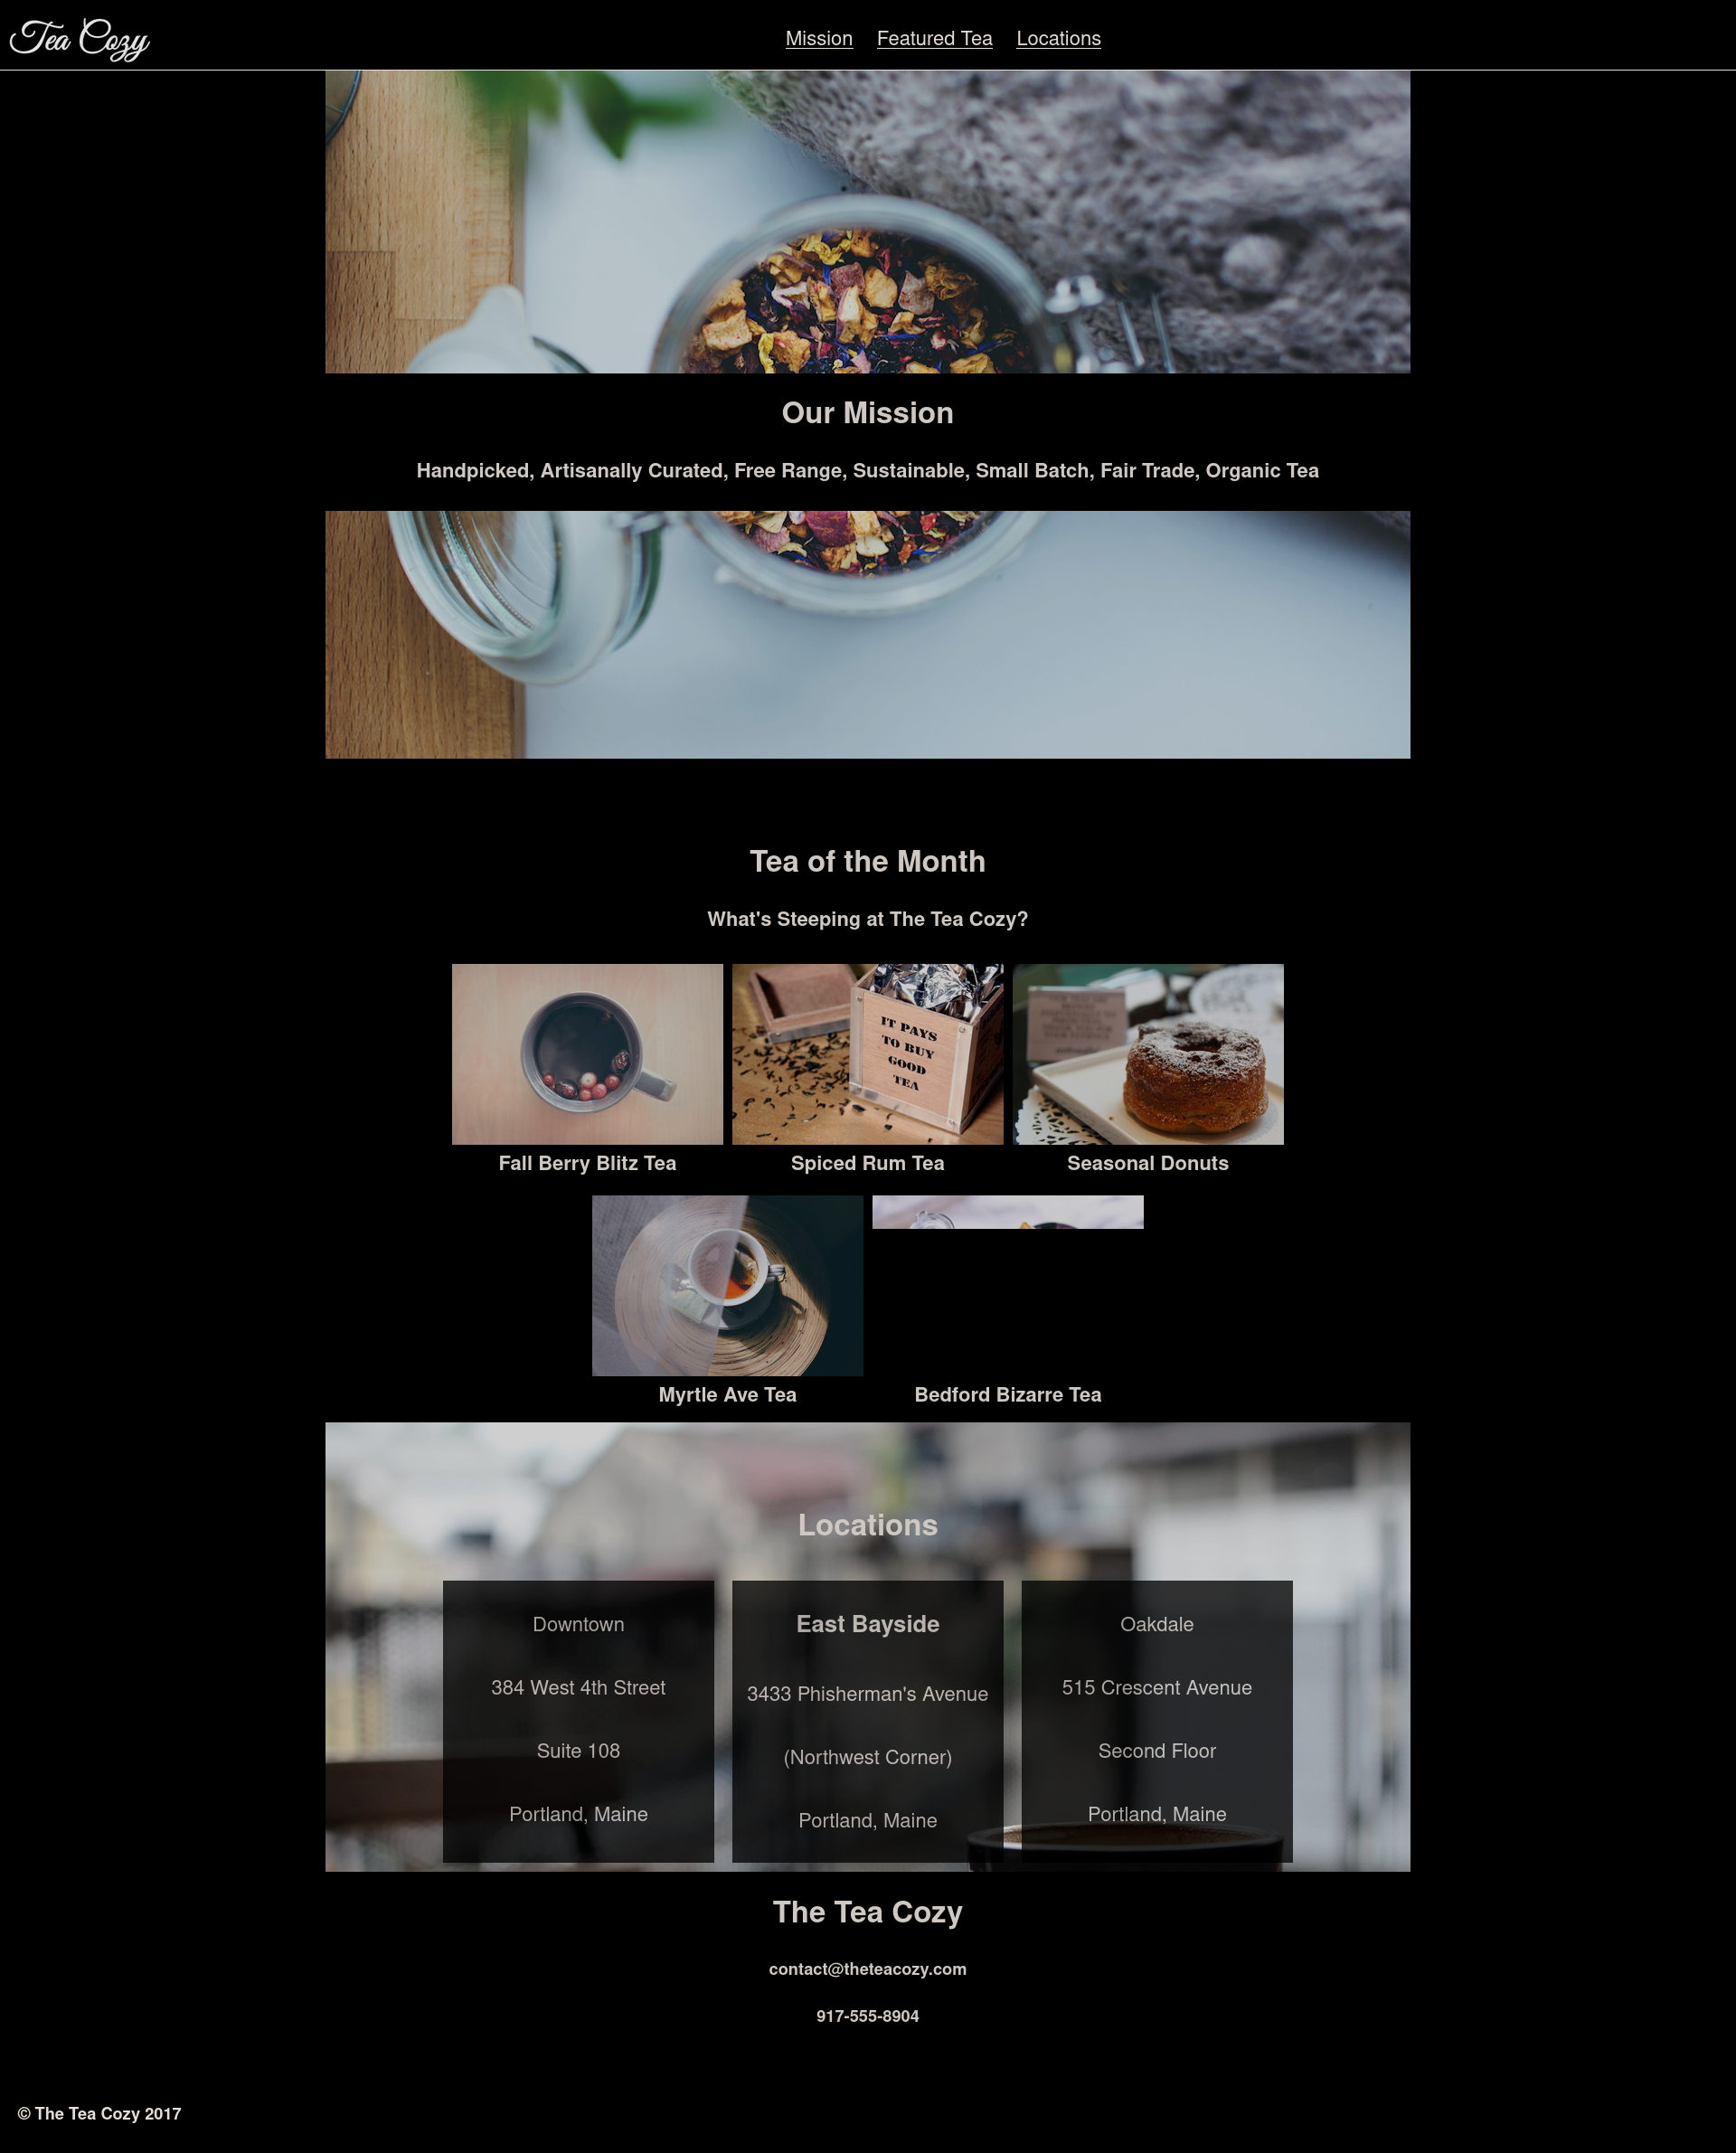 Tea Cozy
Mission Featured Tea Locations
Our Mission
Handpicked, Artisanally Curated, Free Range, Sustainable, Small Batch, Fair Trade, Organic Tea
Tea of the Month
What's Steeping at The Tea Cozy?
IT PAYS
TO BUY
GOOD
TEA
Fall Berry Blitz Tea
Spiced Rum Tea
Seasonal Donuts
Myrtle Ave Tea
Bedford Bizarre Tea
Locations
Downtown
384 West 4th Street
Suite 108
Portland, Maine
East Bayside
3433 Phisherman's Avenue
(Northwest Corner)
Portland, Maine
Oakdale
515 Crescent Avenue
Second Floor
Portland, Maine
The Tea Cozy
contact@theteacozy.com
917-555-8904
© The Tea Cozy 2017